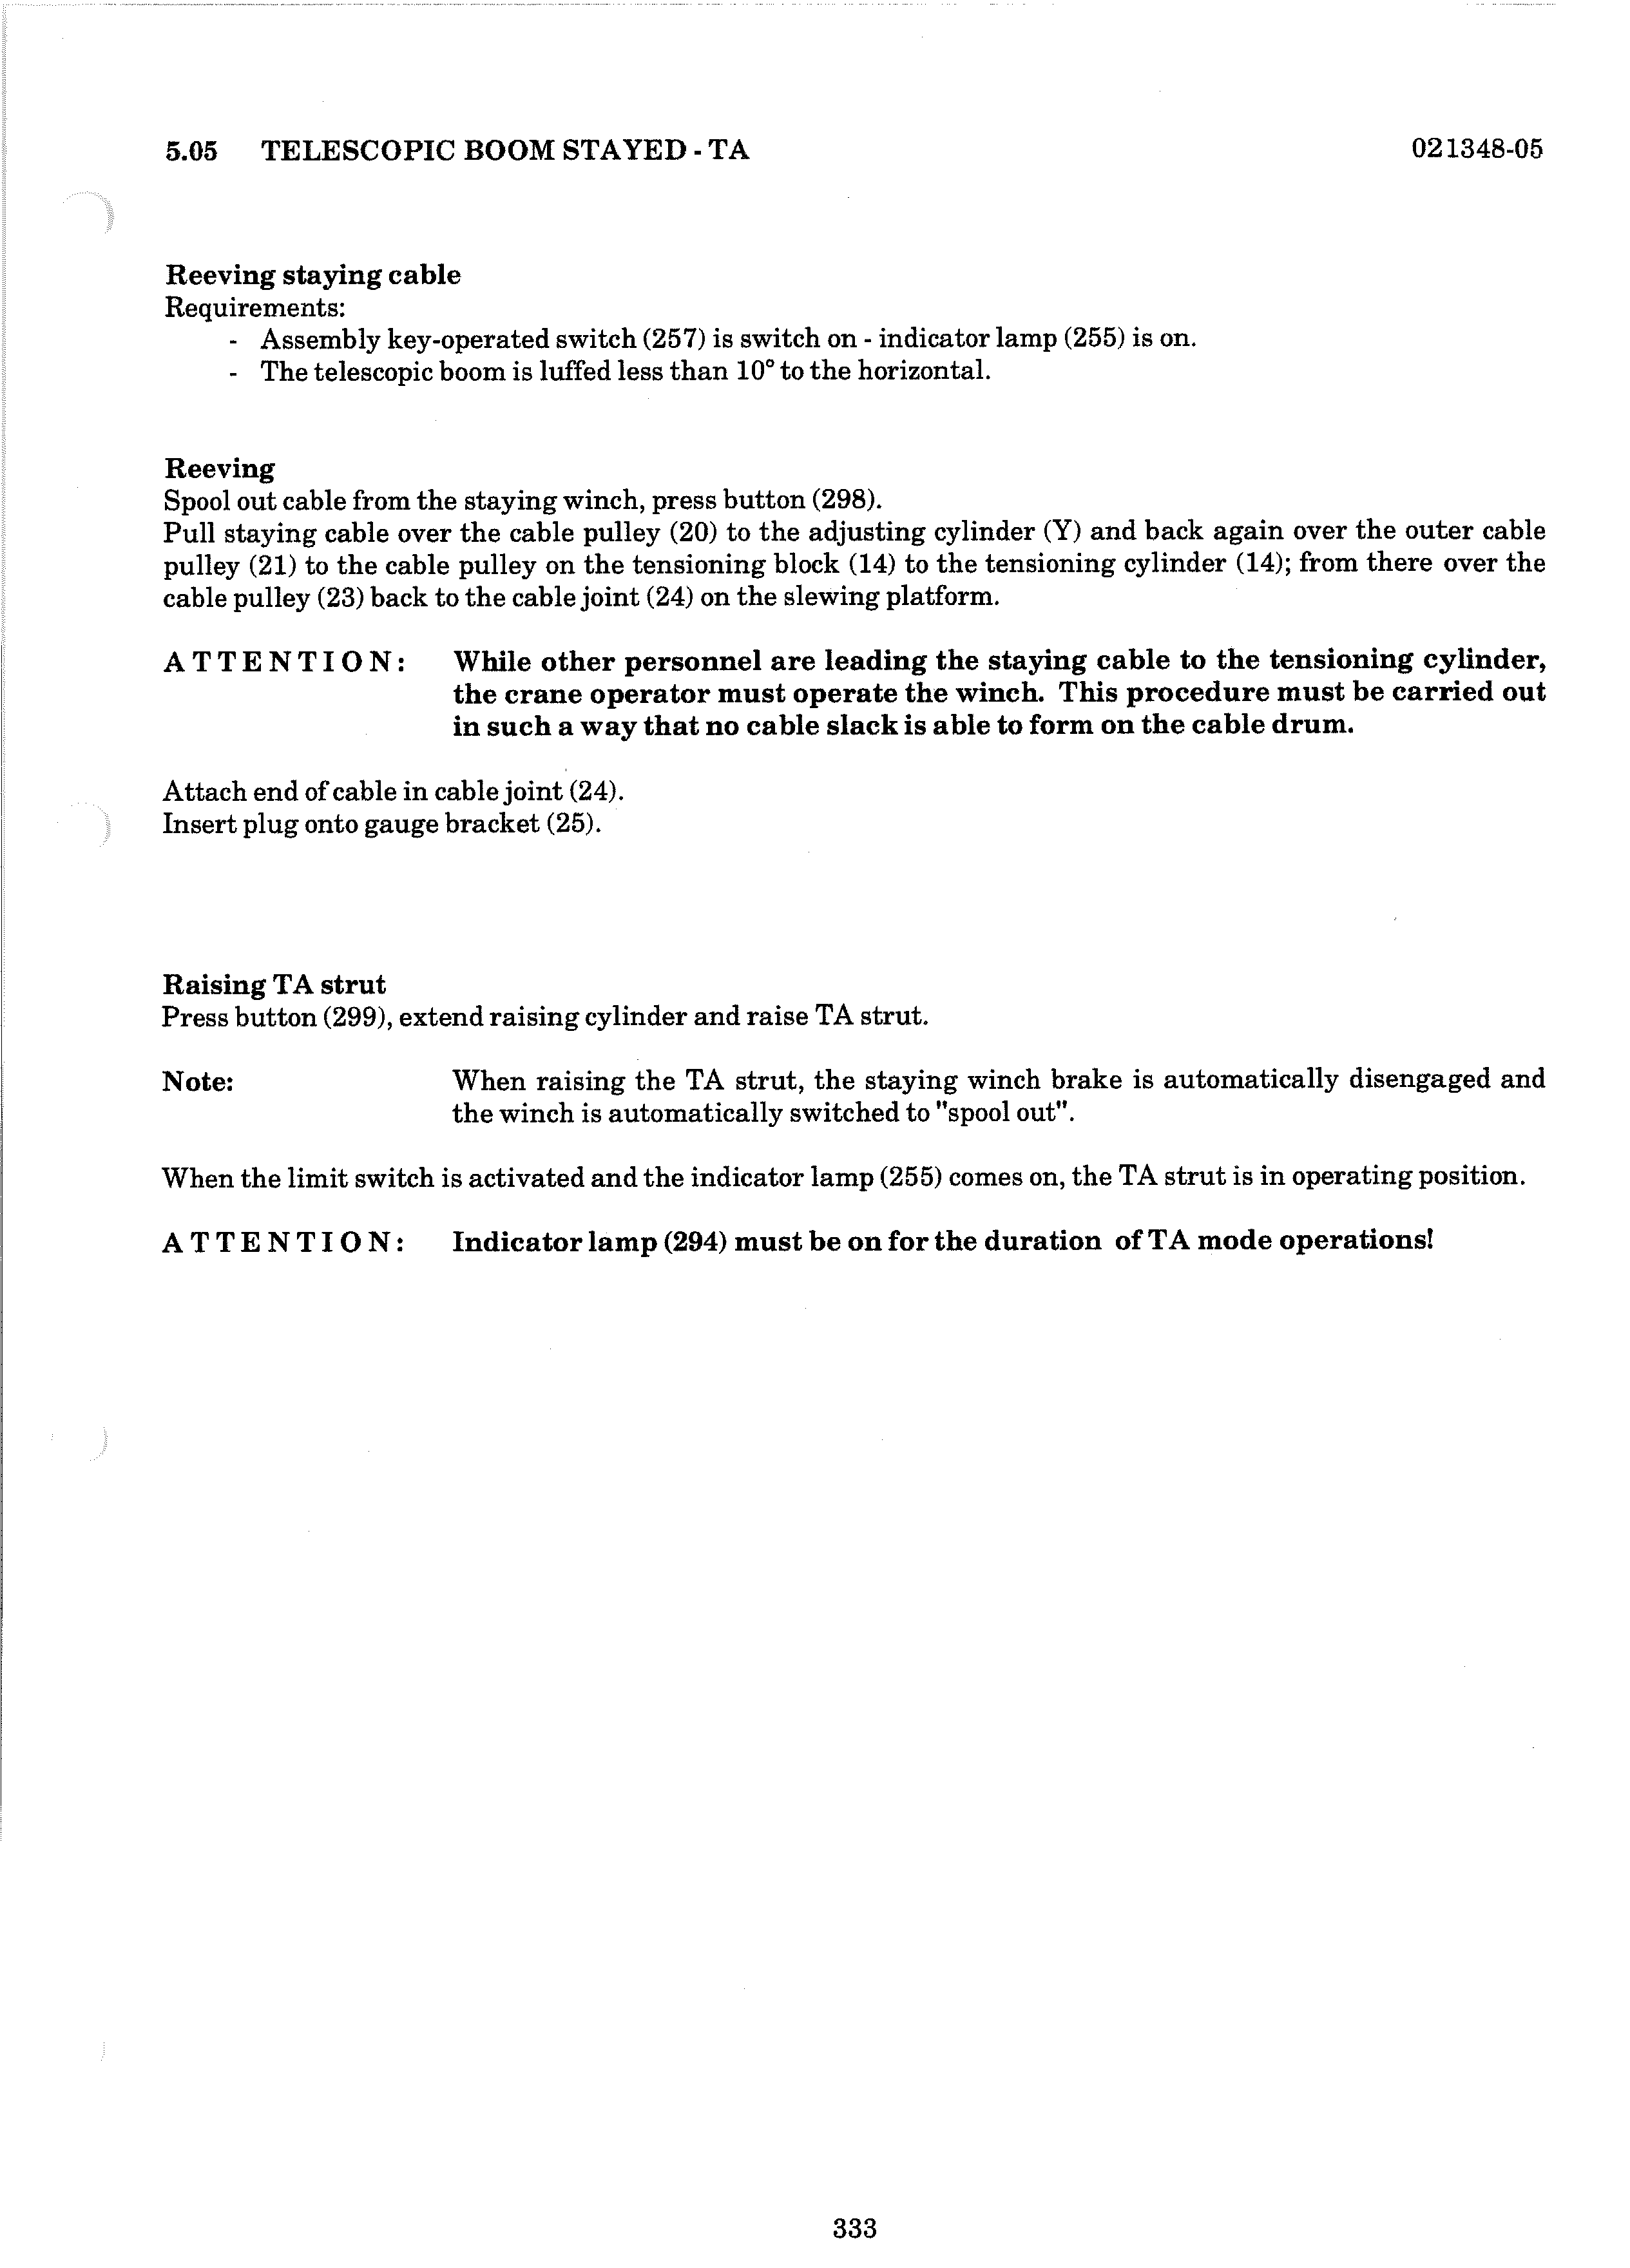 5.05 TELESCOPIC BOOM STAYED - TA 021348-05
Reeving staying cable
Requirements:
- Assembly key-operated switch (257) is switch on - indicator lamp (255) is on.
- The telescopic boom is luffed less than 10° to the horizontal.
Reeving
Spool out cable from the staying winch, press button (298).
Pull staying cable over the cable pulley (20) to the adjusting cylinder (Y) and back again over the outer cable
pulley (21) to the cable pulley on the tensioning block (14) to the tensioning cylinder (14); from there over the
cable pulley (23) back to the cable joint (24) on the slewing platform.
ATTENTION: While other personnel are leading the staying cable to the tensioning cylinder,
the crane operator must operate the winch. This procedure must be carried out
in such a way that no cable slack is able to form on the cable drum.
Attach end of cable in cable joint (24).
Insert plug onto gauge bracket (25).
Raising TA strut
Press button (299), extend raising cylinder and raise TA strut.
Note: When raising the TA strut, the staying winch brake is automatically disengaged and
the winch is automatically switched to "spool out".
When the limit switch is activated and the indicator lamp (255) comes on, the TA strut is in operating position.
ATTENTION: Indicator lamp (294) must be on for the duration of TA mode operations!
333